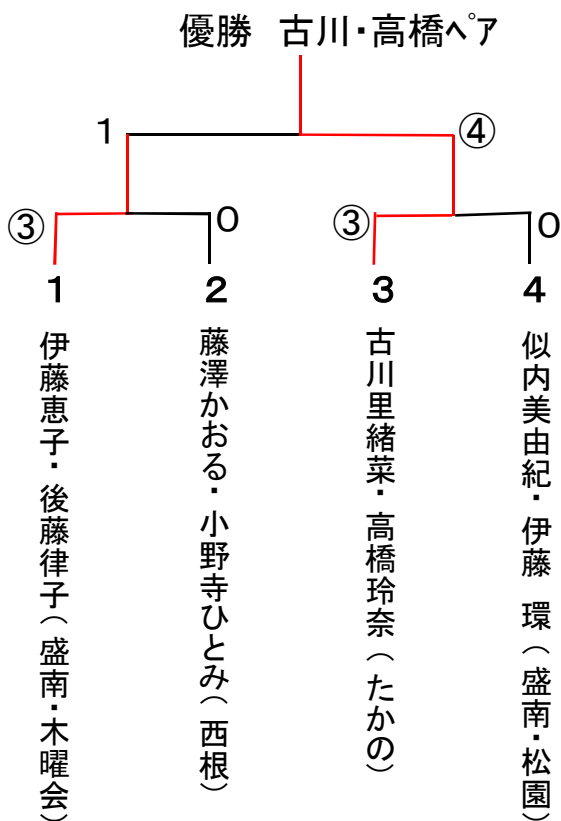 優勝　古川・高橋ペア
1
④
③
0
③
0
1
2
3
4
伊藤恵子・後藤律子（盛南・木曜会）
藤澤かおる・小野寺ひとみ（西根）
古川里緒菜・高橋玲奈（たかの）
似内美由紀・伊藤　環（盛南・松園）